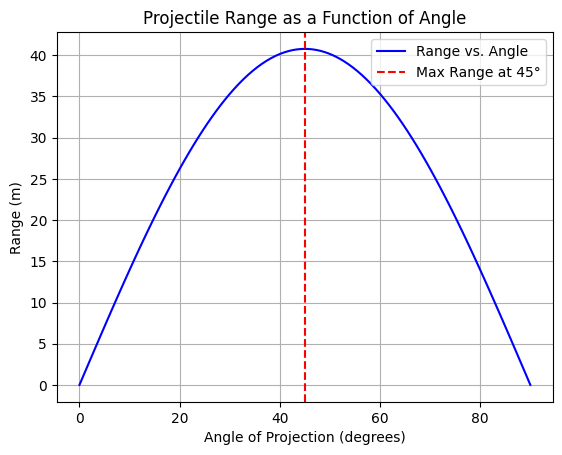 Projectile Range as a Function of Angle
Range vs. Angle
Max Range at 45°
40
35
30
25
20
15
10
5
0
Range (m)
0 20 40 60 80
Angle of Projection (degrees)